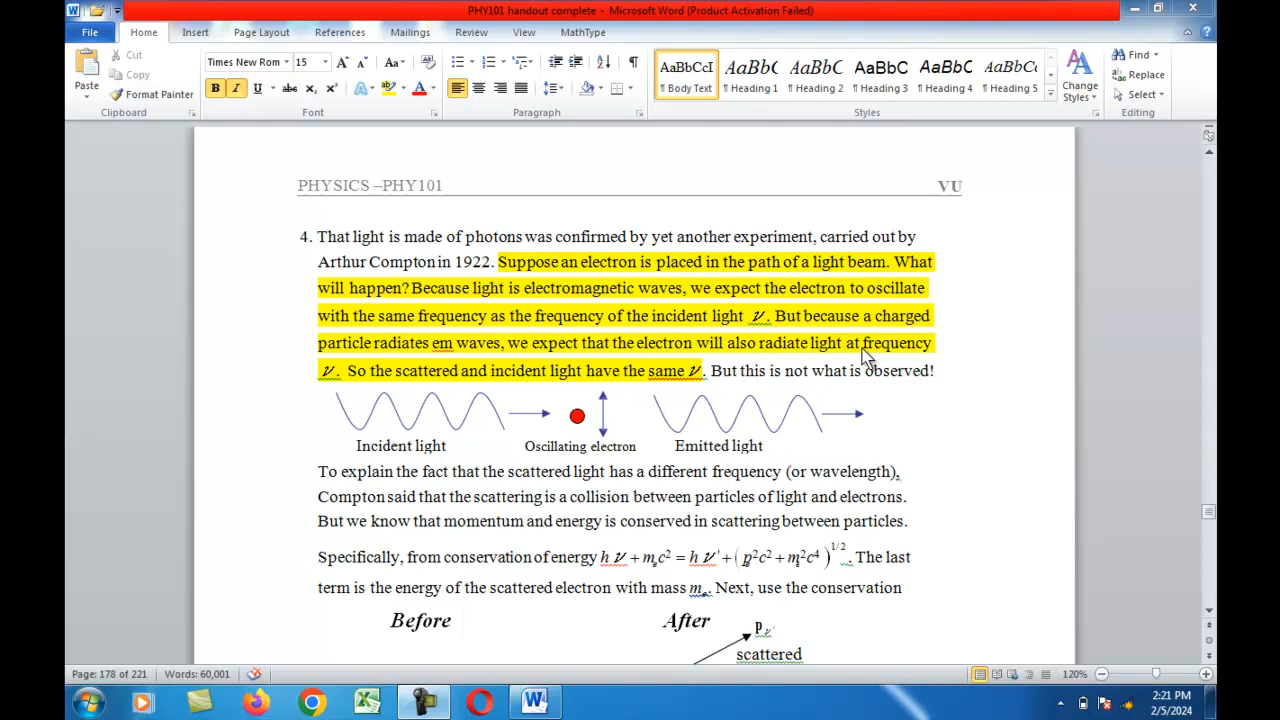 PHY101 handout complete - Microsoft Word (Product Activation Failed)
File Home Insert Page Layout References Mailings Review View MathType
Paste Cut Copy Format Painter
Times New Rom 15
AaBbCcI AaBbC AaBbCc AaBbC AaBbC AaBbC
¶ Body Text ¶ Heading 1 ¶ Heading 2 ¶ Heading 3 ¶ Heading 4 ¶ Heading 5
Change Styles
Find Replace Select
Clipboard Font Paragraph Styles Editing
PHYSICS –PHY101 VU
4. That light is made of photons was confirmed by yet another experiment, carried out by
Arthur Compton in 1922. Suppose an electron is placed in the path of a light beam. What
will happen? Because light is electromagnetic waves, we expect the electron to oscillate
with the same frequency as the frequency of the incident light ν. But because a charged
particle radiates em waves, we expect that the electron will also radiate light at frequency
ν. So the scattered and incident light have the same ν. But this is not what is observed!
Incident light Oscillating electron Emitted light
To explain the fact that the scattered light has a different frequency (or wavelength),
Compton said that the scattering is a collision between particles of light and electrons.
But we know that momentum and energy is conserved in scattering between particles.
Specifically, from conservation of energy hν + mₑc² = hν' + (pₑ²c² + mₑ²c⁴)^1/2. The last
term is the energy of the scattered electron with mass mₑ. Next, use the conservation
Before After
p ν'
scattered
Page: 178 of 221 Words: 60,001 120%
2:21 PM
2/5/2024